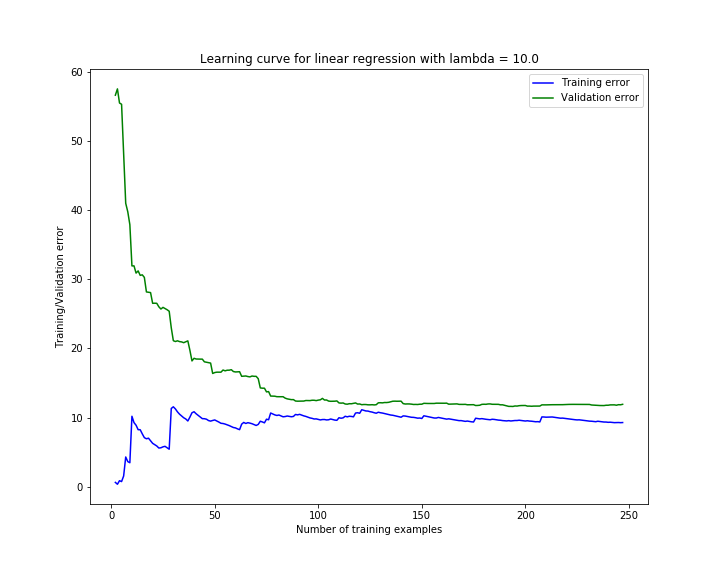 Learning curve for linear regression with lambda = 10.0
Training error
Validation error
Training/Validation error
60
50
40
30
20
10
0
0 50 100 150 200 250
Number of training examples